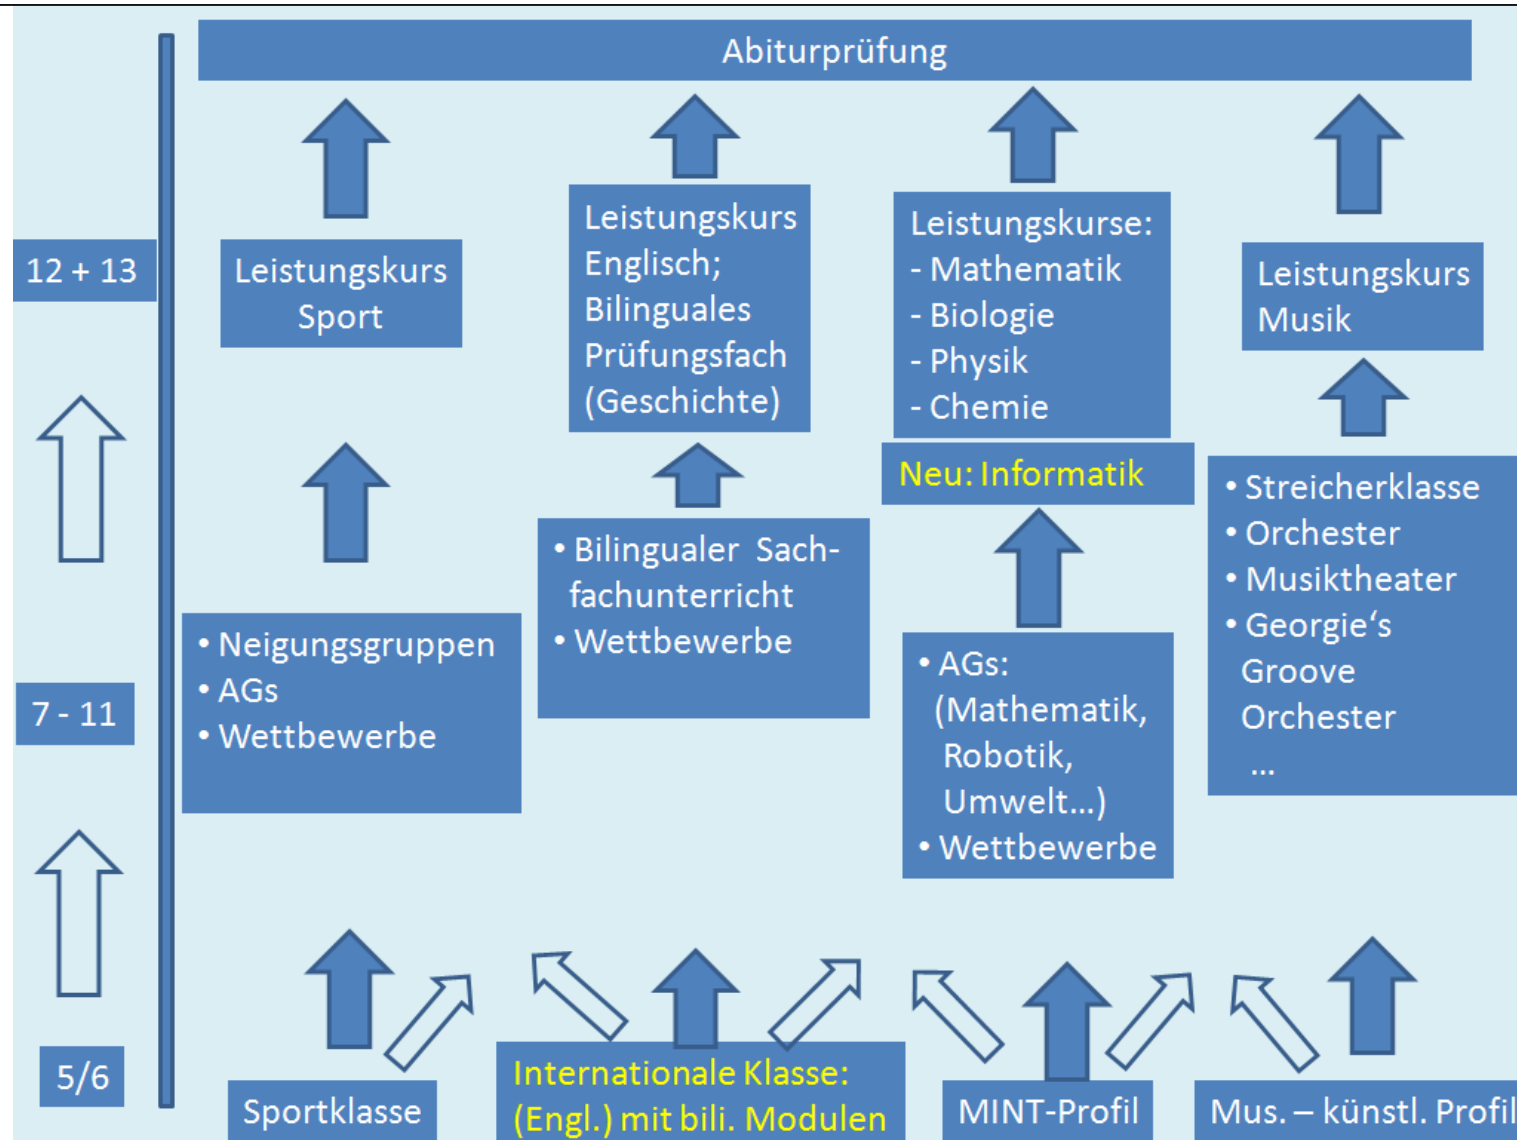 Abiturprüfung
12 + 13
Leistungskurs
Sport
Leistungskurs
Englisch;
Bilinguales
Prüfungsfach
(Geschichte)
Leistungskurse:
- Mathematik
- Biologie
- Physik
- Chemie
Neu: Informatik
Leistungskurs
Musik
7 - 11
• Neigungsgruppen
• AGs
• Wettbewerbe
• Bilingualer Sach-
fachunterricht
• Wettbewerbe
• AGs:
(Mathematik,
Robotik,
Umwelt...)
• Wettbewerbe
• Streicherklasse
• Orchester
• Musiktheater
• Georgie‘s
Groove
Orchester
...
5/6
Sportklasse
Internationale Klasse:
(Engl.) mit bili. Modulen
MINT-Profil
Mus. – künstl. Profil